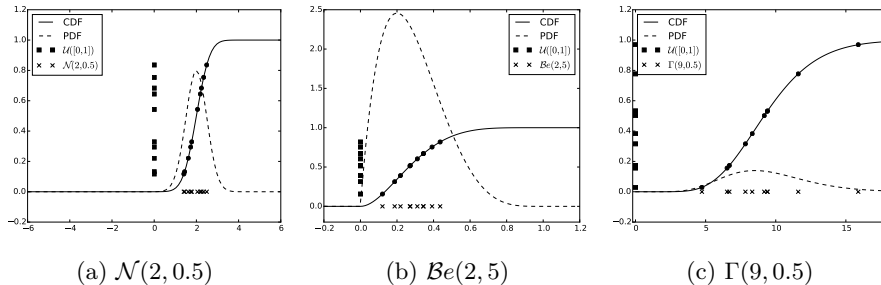 1.2
1.0
0.8
0.6
0.4
0.2
0.0
−0.2
−6 −4 −2 0 2 4 6
CDF
PDF
𝒰([0,1])
𝒩(2,0.5)
(a) 𝒩(2, 0.5)
2.5
2.0
1.5
1.0
0.5
0.0
−0.2 0.0 0.2 0.4 0.6 0.8 1.0 1.2
CDF
PDF
𝒰([0,1])
ℬe(2,5)
(b) ℬe(2, 5)
1.2
1.0
0.8
0.6
0.4
0.2
0.0
−0.2
0 5 10 15
CDF
PDF
𝒰([0,1])
Γ(9,0.5)
(c) Γ(9, 0.5)